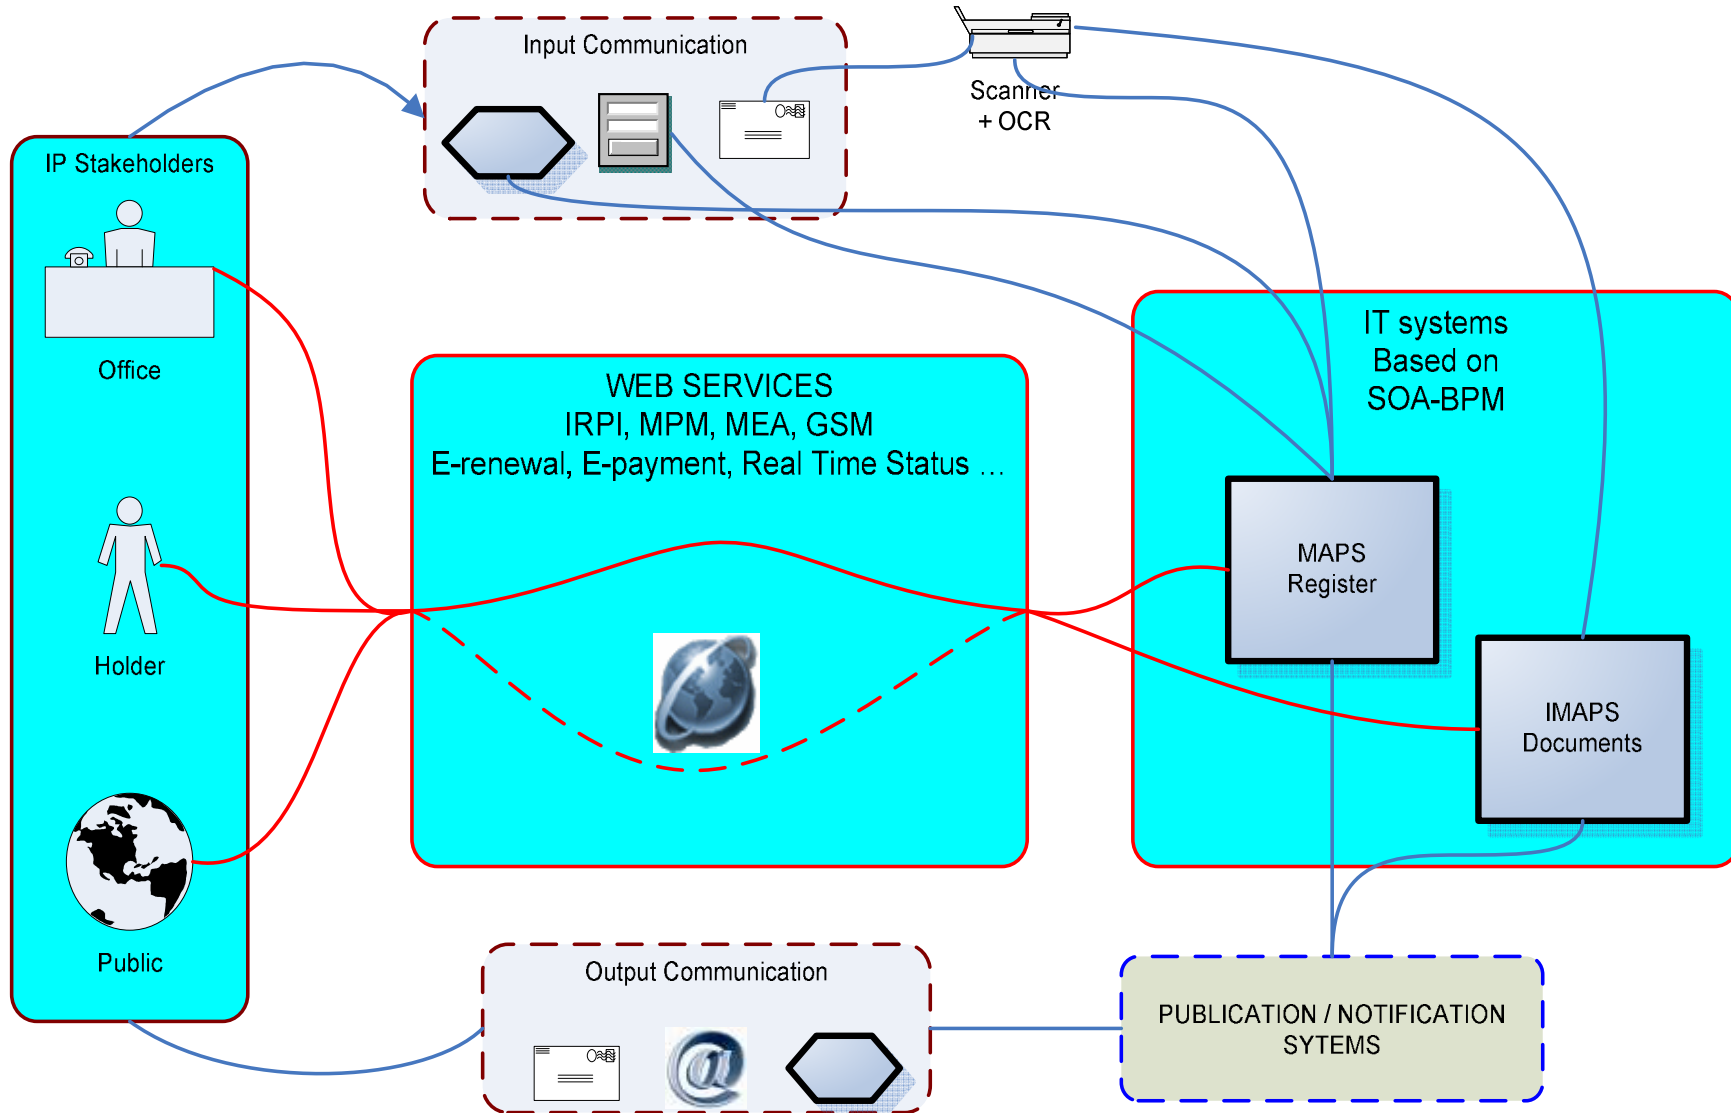 Input Communication
Scanner
+ OCR
IP Stakeholders
Office
Holder
Public
WEB SERVICES
IRPI, MPM, MEA, GSM
E-renewal, E-payment, Real Time Status ...
IT systems
Based on
SOA-BPM
MAPS
Register
IMAPS
Documents
Output Communication
@
PUBLICATION / NOTIFICATION
SYTEMS